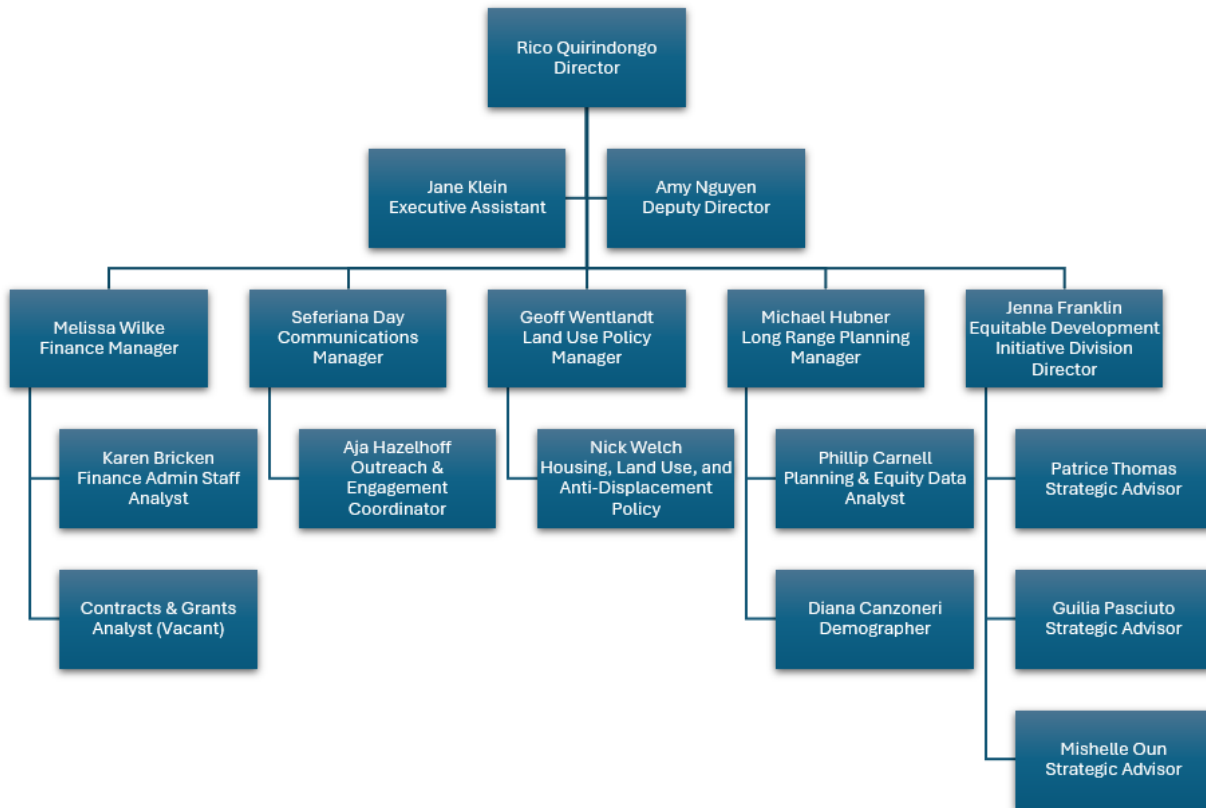 Rico Quirindongo
Director
Jane Klein
Executive Assistant
Amy Nguyen
Deputy Director
Melissa Wilke
Finance Manager
Seferiana Day
Communications
Manager
Geoff Wentlandt
Land Use Policy
Manager
Michael Hubner
Long Range Planning
Manager
Jenna Franklin
Equitable Development
Initiative Division
Director
Karen Bricken
Finance Admin Staff
Analyst
Aja Hazelhoff
Outreach &
Engagement
Coordinator
Nick Welch
Housing, Land Use, and
Anti-Displacement
Policy
Phillip Carnell
Planning & Equity Data
Analyst
Patrice Thomas
Strategic Advisor
Contracts & Grants
Analyst (Vacant)
Diana Canzoneri
Demographer
Guilia Pasciuto
Strategic Advisor
Mishelle Oun
Strategic Advisor